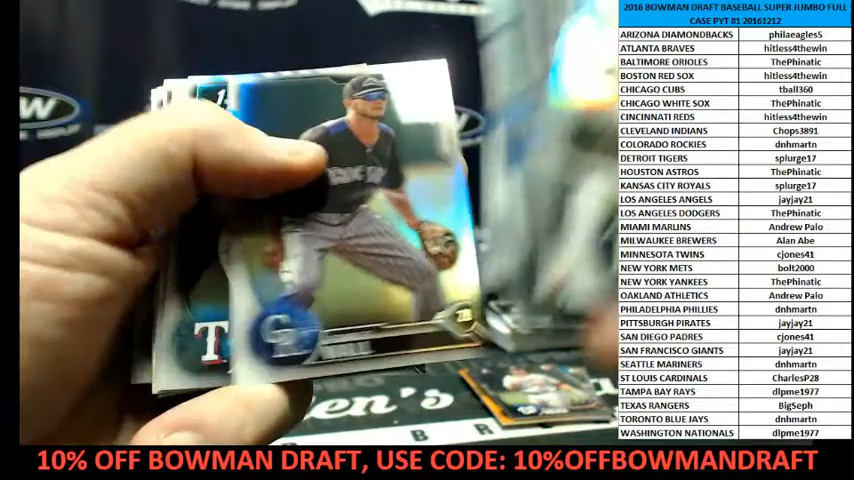 2016 BOWMAN DRAFT BASEBALL SUPER JUMBO FULL
CASE PYT #1 20161212
ARIZONA DIAMONDBACKS philaeagles5
ATLANTA BRAVES hitless4thewin
BALTIMORE ORIOLES ThePhinatic
BOSTON RED SOX hitless4thewin
CHICAGO CUBS tball360
CHICAGO WHITE SOX ThePhinatic
CINCINNATI REDS hitless4thewin
CLEVELAND INDIANS Chops3891
COLORADO ROCKIES dnhmartn
DETROIT TIGERS splurge17
HOUSTON ASTROS ThePhinatic
KANSAS CITY ROYALS splurge17
LOS ANGELES ANGELS jayjay21
LOS ANGELES DODGERS ThePhinatic
MIAMI MARLINS Andrew Palo
MILWAUKEE BREWERS Alan Abe
MINNESOTA TWINS cjones41
NEW YORK METS bolt2000
NEW YORK YANKEES ThePhinatic
OAKLAND ATHLETICS Andrew Palo
PHILADELPHIA PHILLIES dnhmartn
PITTSBURGH PIRATES jayjay21
SAN DIEGO PADRES cjones41
SAN FRANCISCO GIANTS jayjay21
SEATTLE MARINERS dnhmartn
ST LOUIS CARDINALS CharlesP28
TAMPA BAY RAYS dlpme1977
TEXAS RANGERS BigSeph
TORONTO BLUE JAYS dnhmartn
WASHINGTON NATIONALS dlpme1977
W
T
en's
B R
10% OFF BOWMAN DRAFT, USE CODE: 10%OFFBOWMANDRAFT